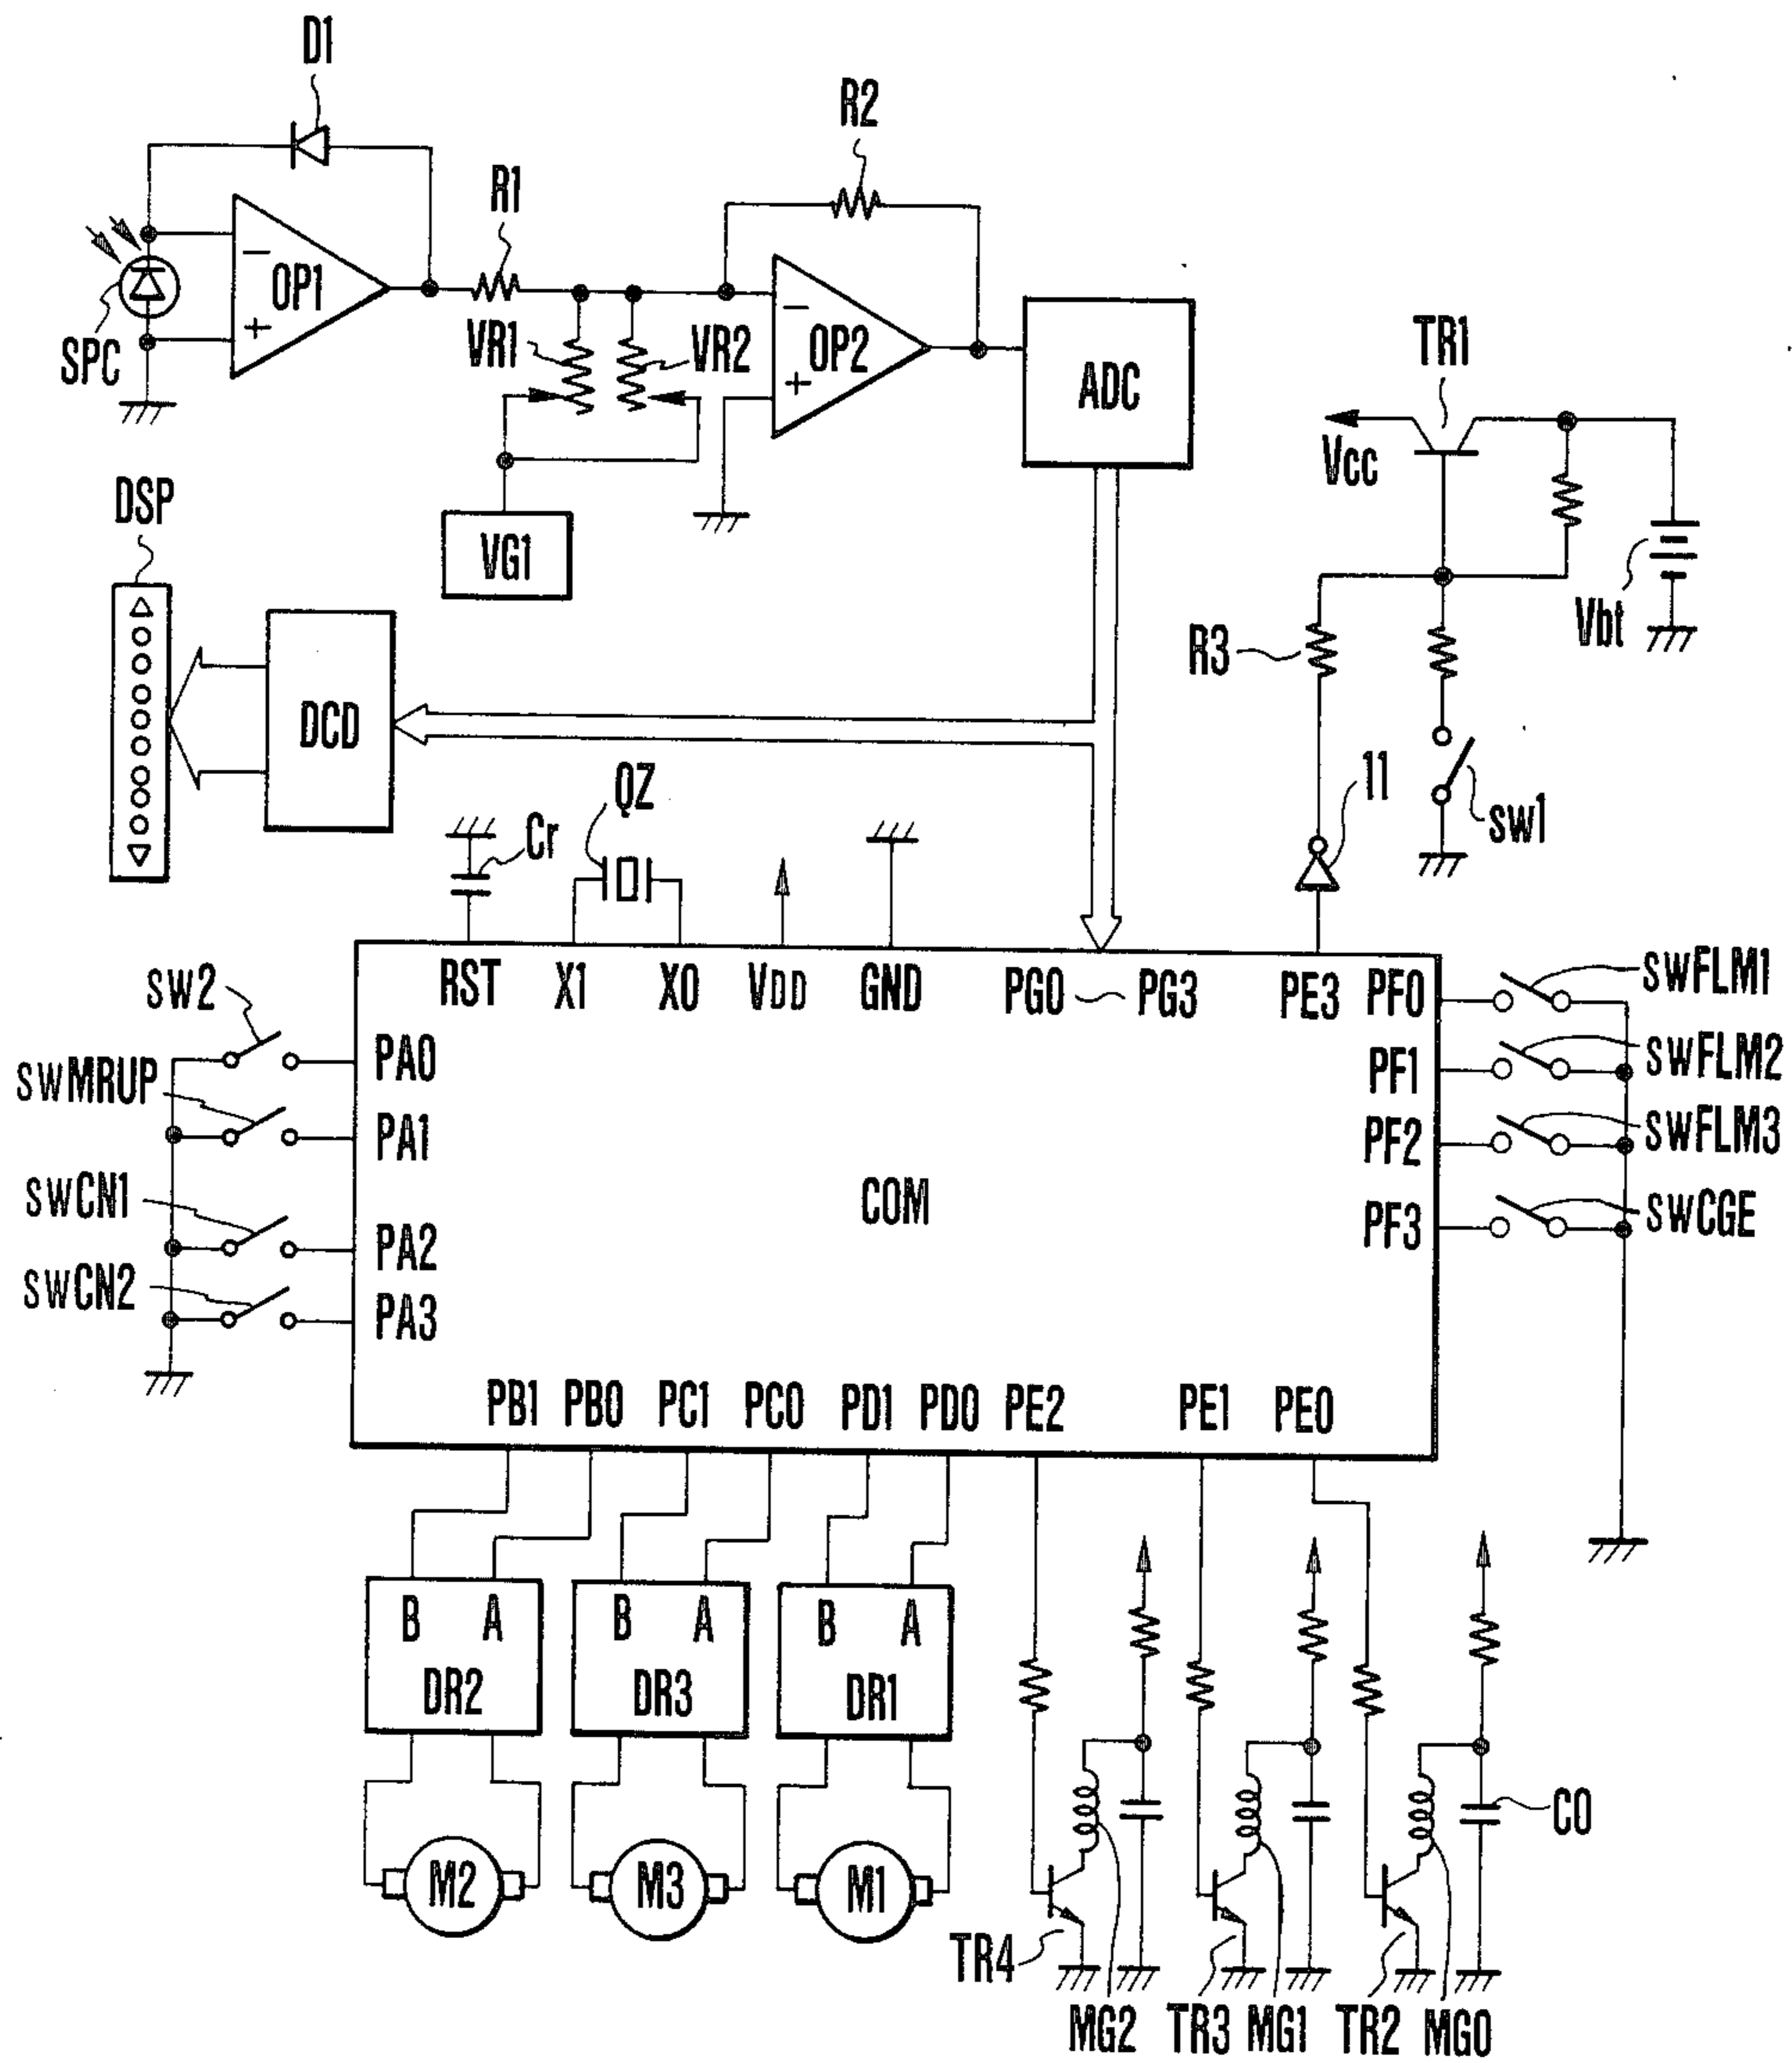 D1
R2
R1
OP1
−
+
SPC
VR1
VR2
OP2
−
+
ADC
TR1
Vcc
DSP
VG1
Vbt
R3
DCD
QZ
Cr
11
sw1
RST X1 X0 VDD GND PG0 ~ PG3 PE3 PF0
swFLM1
sw2
PA0
swMRUP
PA1
PF1
swFLM2
swCN1
PA2
PF2
swFLM3
COM
swCN2
PA3
PF3
swCGE
PB1 PB0 PC1 PC0 PD1 PD0 PE2 PE1 PE0
B A
DR2
B A
DR3
B A
DR1
C0
M2
M3
M1
TR4
MG2
TR3
MG1
TR2
MG0